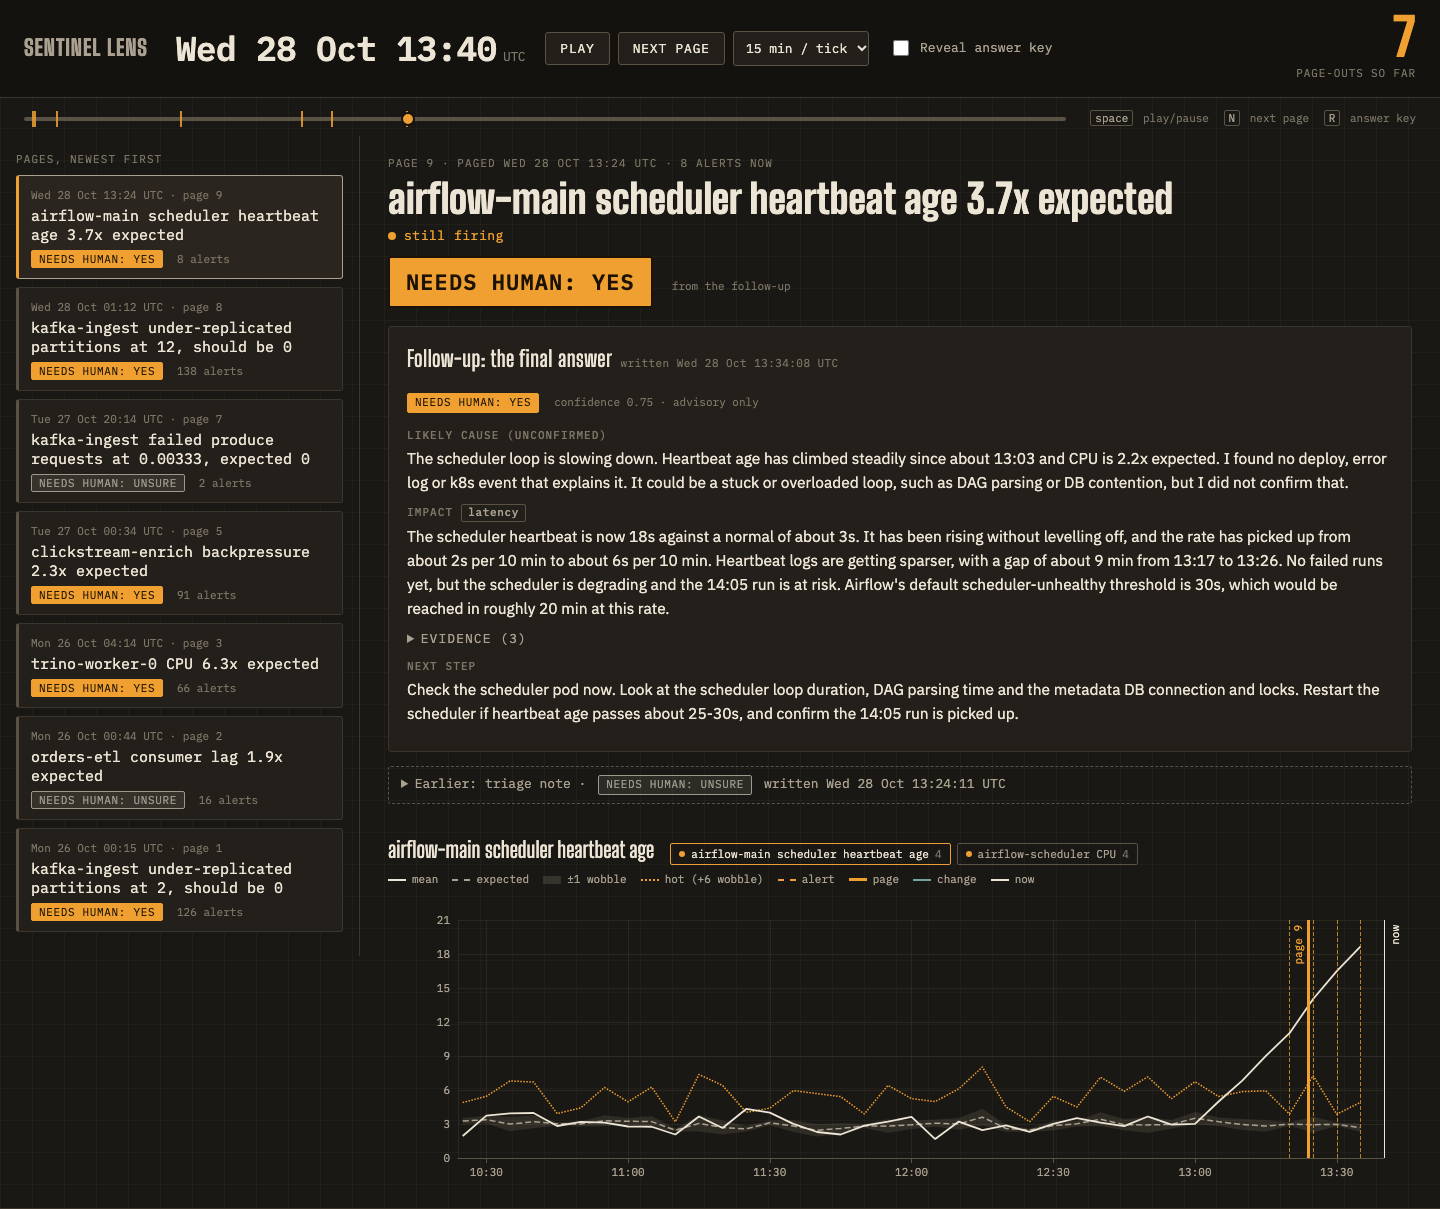 SENTINEL LENS
Wed 28 Oct 13:40 UTC
PLAY
NEXT PAGE
15 min / tick
Reveal answer key
7
PAGE-OUTS SO FAR
space play/pause N next page R answer key
PAGES, NEWEST FIRST
Wed 28 Oct 13:24 UTC · page 9
airflow-main scheduler heartbeat
age 3.7x expected
NEEDS HUMAN: YES 8 alerts
Wed 28 Oct 01:12 UTC · page 8
kafka-ingest under-replicated
partitions at 12, should be 0
NEEDS HUMAN: YES 138 alerts
Tue 27 Oct 20:14 UTC · page 7
kafka-ingest failed produce
requests at 0.00333, expected 0
NEEDS HUMAN: UNSURE 2 alerts
Tue 27 Oct 00:34 UTC · page 5
clickstream-enrich backpressure
2.3x expected
NEEDS HUMAN: YES 91 alerts
Mon 26 Oct 04:14 UTC · page 3
trino-worker-0 CPU 6.3x expected
NEEDS HUMAN: YES 66 alerts
Mon 26 Oct 00:44 UTC · page 2
orders-etl consumer lag 1.9x
expected
NEEDS HUMAN: UNSURE 16 alerts
Mon 26 Oct 00:15 UTC · page 1
kafka-ingest under-replicated
partitions at 2, should be 0
NEEDS HUMAN: YES 126 alerts
PAGE 9 · PAGED WED 28 OCT 13:24 UTC · 8 ALERTS NOW
airflow-main scheduler heartbeat age 3.7x expected
still firing
NEEDS HUMAN: YES from the follow-up
Follow-up: the final answer written Wed 28 Oct 13:34:08 UTC
NEEDS HUMAN: YES confidence 0.75 · advisory only
LIKELY CAUSE (UNCONFIRMED)
The scheduler loop is slowing down. Heartbeat age has climbed steadily since about 13:03 and CPU is 2.2x expected. I found no deploy, error
log or k8s event that explains it. It could be a stuck or overloaded loop, such as DAG parsing or DB contention, but I did not confirm that.
IMPACT latency
The scheduler heartbeat is now 18s against a normal of about 3s. It has been rising without levelling off, and the rate has picked up from
about 2s per 10 min to about 6s per 10 min. Heartbeat logs are getting sparser, with a gap of about 9 min from 13:17 to 13:26. No failed runs
yet, but the scheduler is degrading and the 14:05 run is at risk. Airflow's default scheduler-unhealthy threshold is 30s, which would be
reached in roughly 20 min at this rate.
EVIDENCE (3)
NEXT STEP
Check the scheduler pod now. Look at the scheduler loop duration, DAG parsing time and the metadata DB connection and locks. Restart the
scheduler if heartbeat age passes about 25-30s, and confirm the 14:05 run is picked up.
Earlier: triage note · NEEDS HUMAN: UNSURE written Wed 28 Oct 13:24:11 UTC
airflow-main scheduler heartbeat age
airflow-main scheduler heartbeat age 4
airflow-scheduler CPU 4
mean expected ±1 wobble hot (+6 wobble) alert page change now
21
18
15
12
9
6
3
0
page 9
now
10:30 11:00 11:30 12:00 12:30 13:00 13:30